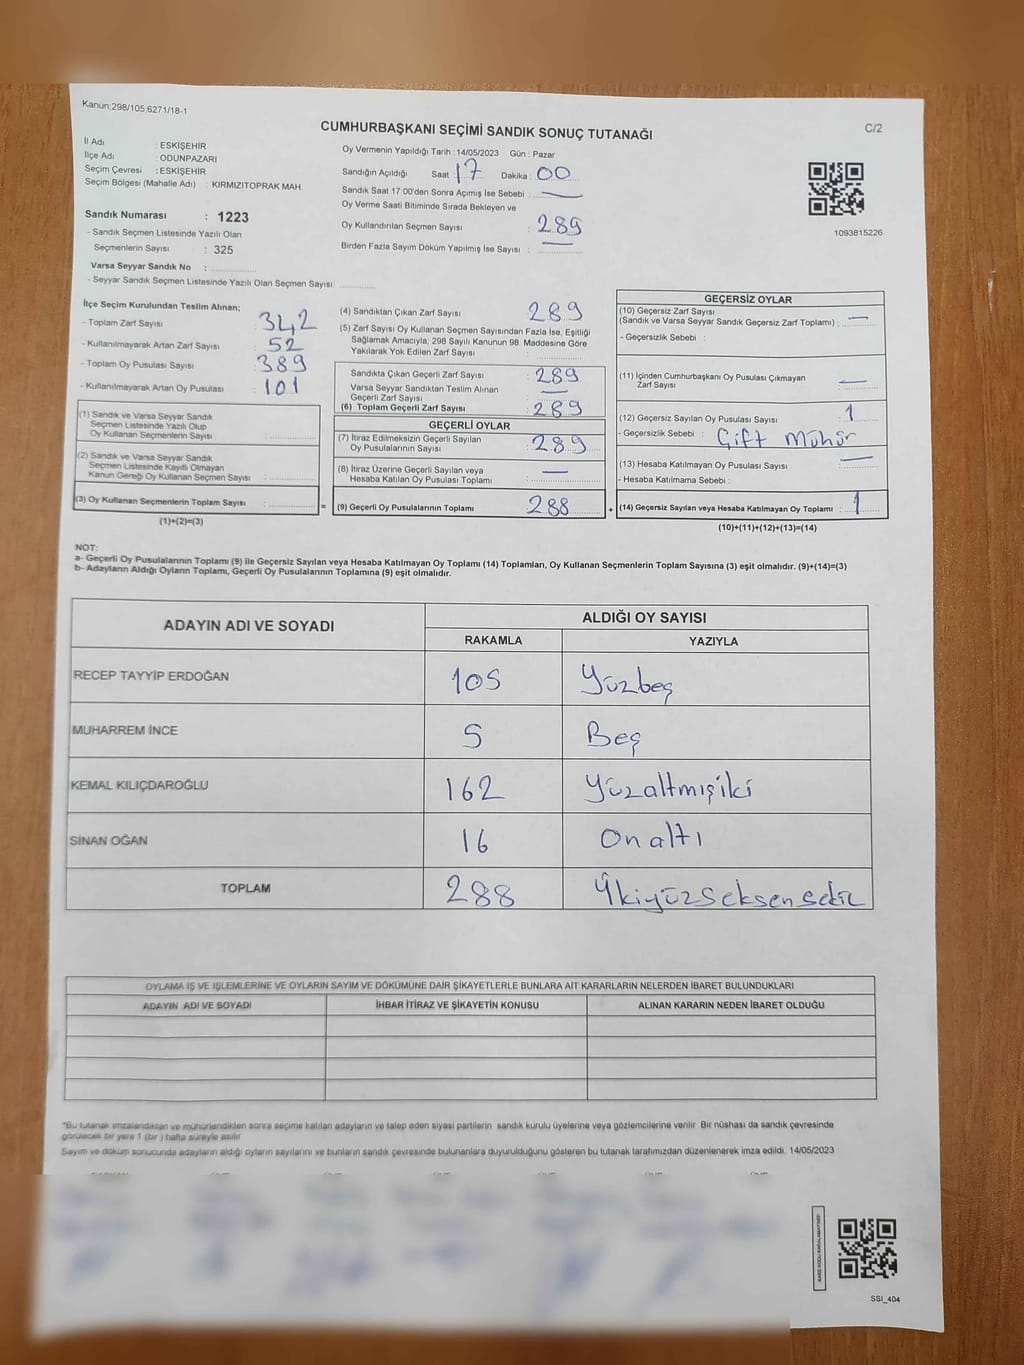 Kanun:298/105,6271/18-1
CUMHURBAŞKANI SEÇİMİ SANDIK SONUÇ TUTANAĞI
C/2
İl Adı : ESKİŞEHİR
İlçe Adı : ODUNPAZARI
Seçim Çevresi : ESKİŞEHİR
Seçim Bölgesi (Mahalle Adı) : KIRMIZITOPRAK MAH.
Sandık Numarası : 1223
- Sandık Seçmen Listesinde Yazılı Olan
Seçmenlerin Sayısı : 325
Varsa Seyyar Sandık No :
- Seyyar Sandık Seçmen Listesinde Yazılı Olan Seçmen Sayısı:
Oy Vermenin Yapıldığı Tarih : 14/05/2023 Gün : Pazar
Sandığın Açıldığı Saat : 17 Dakika : 00
Sandık Saat 17:00'den Sonra Açımış İse Sebebi : —
Oy Verme Saati Bitiminde Sırada Bekleyen ve
Oy Kullandırılan Seçmen Sayısı : 289
Birden Fazla Sayım Döküm Yapılmış İse Sayısı : —
1093815226
İlçe Seçim Kurulundan Teslim Alınan;
- Toplam Zarf Sayısı : 342
- Kullanılmayarak Artan Zarf Sayısı : 52
- Toplam Oy Pusulası Sayısı : 389
- Kullanılmayarak Artan Oy Pusulası : 101
(1) Sandık ve Varsa Seyyar Sandık
Seçmen Listesinde Yazılı Olup
Oy Kullanan Seçmenlerin Sayısı :
(2) Sandık ve Varsa Seyyar Sandık
Seçmen Listesinde Kayıtlı Olmayan
Kanun Gereği Oy Kullanan Seçmen Sayısı :
(3) Oy Kullanan Seçmenlerin Toplam Sayısı :
(1)+(2)=(3)
(4) Sandıktan Çıkan Zarf Sayısı : 289
(5) Zarf Sayısı Oy Kullanan Seçmen Sayısından Fazla İse, Eşitliği
Sağlamak Amacıyla, 298 Sayılı Kanunun 98. Maddesine Göre
Yakılarak Yok Edilen Zarf Sayısı :
Sandıkta Çıkan Geçerli Zarf Sayısı : 289
Varsa Seyyar Sandıktan Teslim Alınan
Geçerli Zarf Sayısı : —
(6) Toplam Geçerli Zarf Sayısı : 289
GEÇERLİ OYLAR
(7) İtiraz Edilmeksizin Geçerli Sayılan
Oy Pusulalarının Sayısı : 289
(8) İtiraz Üzerine Geçerli Sayılan veya
Hesaba Katılan Oy Pusulası Toplamı : —
= (9) Geçerli Oy Pusulalarının Toplamı : 288 +
GEÇERSİZ OYLAR
(10) Geçersiz Zarf Sayısı
(Sandık ve Varsa Seyyar Sandık Geçersiz Zarf Toplamı) : —
- Geçersizlik Sebebi :
(11) İçinden Cumhurbaşkanı Oy Pusulası Çıkmayan
Zarf Sayısı : —
(12) Geçersiz Sayılan Oy Pusulası Sayısı : 1
- Geçersizlik Sebebi : Çift Mühür
(13) Hesaba Katılmayan Oy Pusulası Sayısı : —
- Hesaba Katılmama Sebebi :
(14) Geçersiz Sayılan veya Hesaba Katılmayan Oy Toplamı : 1
(10)+(11)+(12)+(13)=(14)
NOT:
a- Geçerli Oy Pusulalarının Toplamı (9) ile Geçersiz Sayılan veya Hesaba Katılmayan Oy Toplamı (14) Toplamları, Oy Kullanan Seçmenlerin Toplam Sayısına (3) eşit olmalıdır. (9)+(14)=(3)
b- Adayların Aldığı Oyların Toplamı, Geçerli Oy Pusulalarının Toplamına (9) eşit olmalıdır.
ADAYIN ADI VE SOYADI
ALDIĞI OY SAYISI
RAKAMLA YAZIYLA
RECEP TAYYİP ERDOĞAN 105 Yüzbeş
MUHARREM İNCE 5 Beş
KEMAL KILIÇDAROĞLU 162 Yüzaltmışiki
SİNAN OĞAN 16 Onaltı
TOPLAM 288 İkiyüzseksensekiz
OYLAMA İŞ VE İŞLEMLERİNE VE OYLARIN SAYIM VE DÖKÜMÜNE DAİR ŞİKAYETLERLE BUNLARA AİT KARARLARIN NELERDEN İBARET BULUNDUKLARI
ADAYIN ADI VE SOYADI İHBAR İTİRAZ VE ŞİKAYETİN KONUSU ALINAN KARARIN NEDEN İBARET OLDUĞU
*Bu tutanak imzalandıktan ve mühürlendikten sonra seçime katılan adayların ve talep eden siyasi partilerin sandık kurulu üyelerine veya gözlemcilerine verilir. Bir nüshası da sandık çevresinde
görülecek bir yere 1 (bir) hafta süreyle asılır
Sayım ve döküm sonucunda adayların aldığı oyların sayılarını ve bunların sandık çevresinde bulunanlara duyurulduğunu gösteren bu tutanak tarafımızdan düzenlenerek imza edildi. 14/05/2023
SSI_404